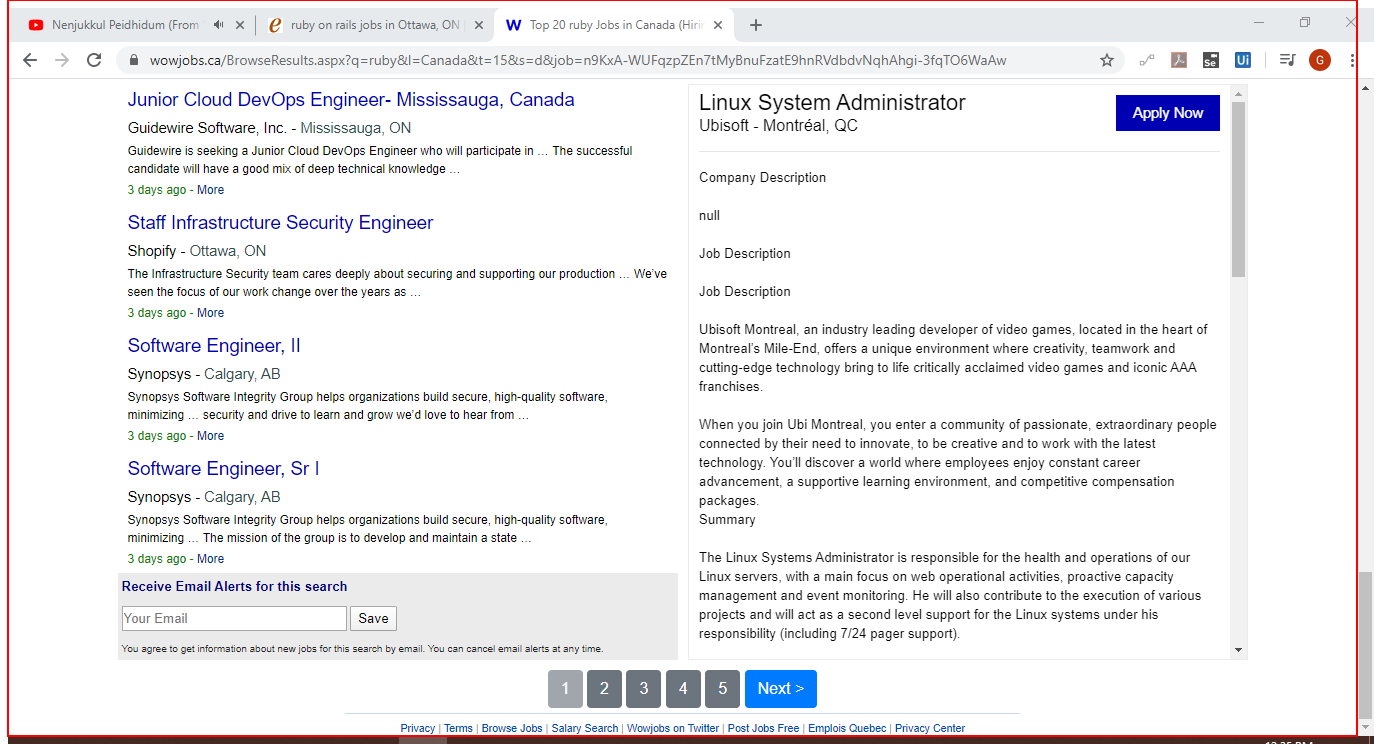 Nenjukkul Peidhidum (From
ruby on rails jobs in Ottawa, ON
Top 20 ruby Jobs in Canada (Hirin
wowjobs.ca/BrowseResults.aspx?q=ruby&l=Canada&t=15&s=d&job=n9KxA-WUFqzpZEn7tMyBnuFzatE9hnRVdbdvNqhAhgi-3fqTO6WaAw
Se
Ui
G
Junior Cloud DevOps Engineer- Mississauga, Canada
Guidewire Software, Inc. - Mississauga, ON
Guidewire is seeking a Junior Cloud DevOps Engineer who will participate in … The successful
candidate will have a good mix of deep technical knowledge …
3 days ago - More
Staff Infrastructure Security Engineer
Shopify - Ottawa, ON
The Infrastructure Security team cares deeply about securing and supporting our production … We've
seen the focus of our work change over the years as …
3 days ago - More
Software Engineer, II
Synopsys - Calgary, AB
Synopsys Software Integrity Group helps organizations build secure, high-quality software,
minimizing … security and drive to learn and grow we'd love to hear from …
3 days ago - More
Software Engineer, Sr I
Synopsys - Calgary, AB
Synopsys Software Integrity Group helps organizations build secure, high-quality software,
minimizing … The mission of the group is to develop and maintain a state …
3 days ago - More
Receive Email Alerts for this search
Your Email
Save
You agree to get information about new jobs for this search by email. You can cancel email alerts at any time.
Linux System Administrator
Ubisoft - Montréal, QC
Apply Now
Company Description
null
Job Description
Job Description
Ubisoft Montreal, an industry leading developer of video games, located in the heart of
Montreal's Mile-End, offers a unique environment where creativity, teamwork and
cutting-edge technology bring to life critically acclaimed video games and iconic AAA
franchises.
When you join Ubi Montreal, you enter a community of passionate, extraordinary people
connected by their need to innovate, to be creative and to work with the latest
technology. You'll discover a world where employees enjoy constant career
advancement, a supportive learning environment, and competitive compensation
packages.
Summary
The Linux Systems Administrator is responsible for the health and operations of our
Linux servers, with a main focus on web operational activities, proactive capacity
management and event monitoring. He will also contribute to the execution of various
projects and will act as a second level support for the Linux systems under his
responsibility (including 7/24 pager support).
1 2 3 4 5 Next >
Privacy | Terms | Browse Jobs | Salary Search | Wowjobs on Twitter | Post Jobs Free | Emplois Quebec | Privacy Center